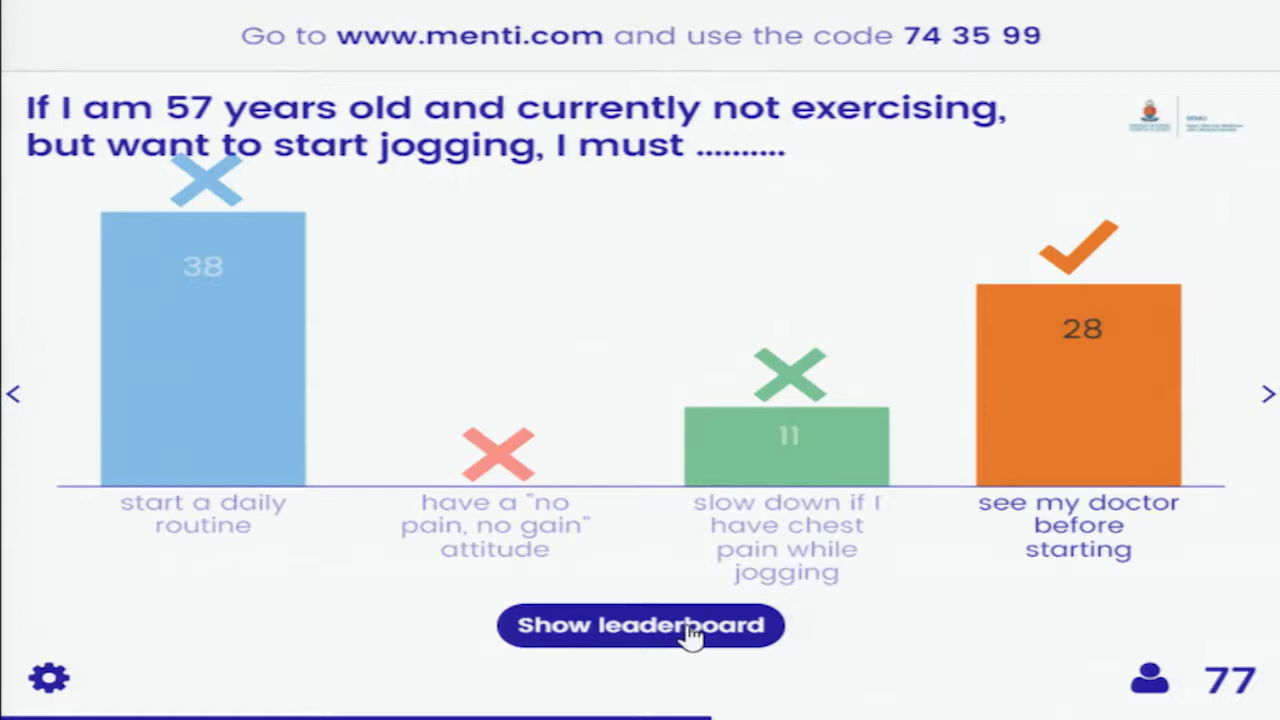 Go to www.menti.com and use the code 74 35 99
If I am 57 years old and currently not exercising,
but want to start jogging, I must ..........
38
11
28
start a daily
routine
have a "no
pain, no gain"
attitude
slow down if I
have chest
pain while
jogging
see my doctor
before
starting
Show leaderboard
77